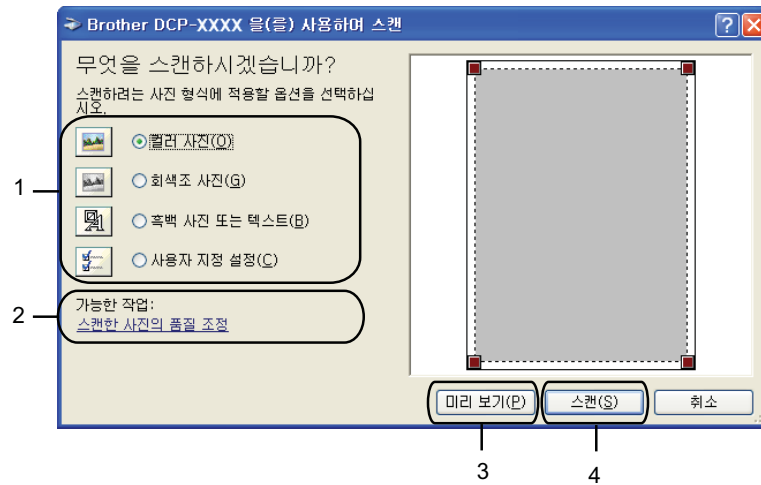 Brother DCP-XXXX 을(를) 사용하여 스캔
무엇을 스캔하시겠습니까?
스캔하려는 사진 형식에 적용할 옵션을 선택하십
시오.
컬러 사진(O)
회색조 사진(G)
흑백 사진 또는 텍스트(B)
사용자 지정 설정(C)
1
가능한 작업:
스캔한 사진의 품질 조정
2
미리 보기(P)
스캔(S)
취소
3
4